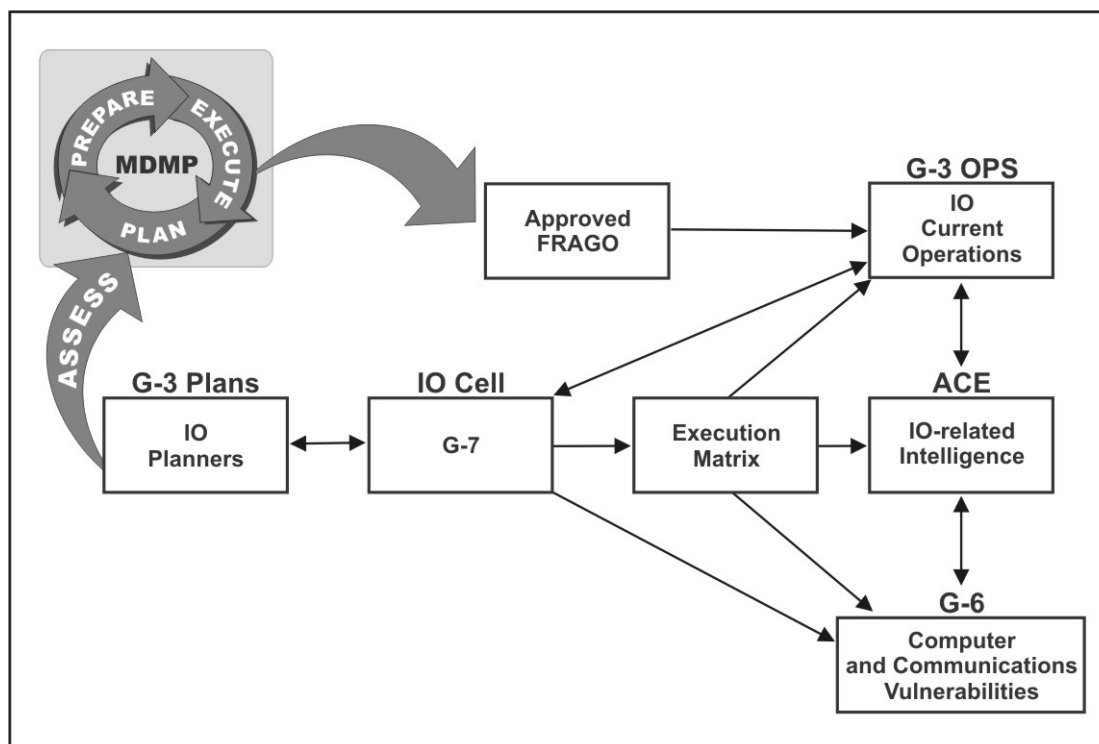 PREPARE
EXECUTE
MDMP
PLAN
ASSESS
Approved
FRAGO
G-3 OPS
IO
Current
Operations
G-3 Plans
IO
Planners
IO Cell
G-7
Execution
Matrix
ACE
IO-related
Intelligence
G-6
Computer
and Communications
Vulnerabilities